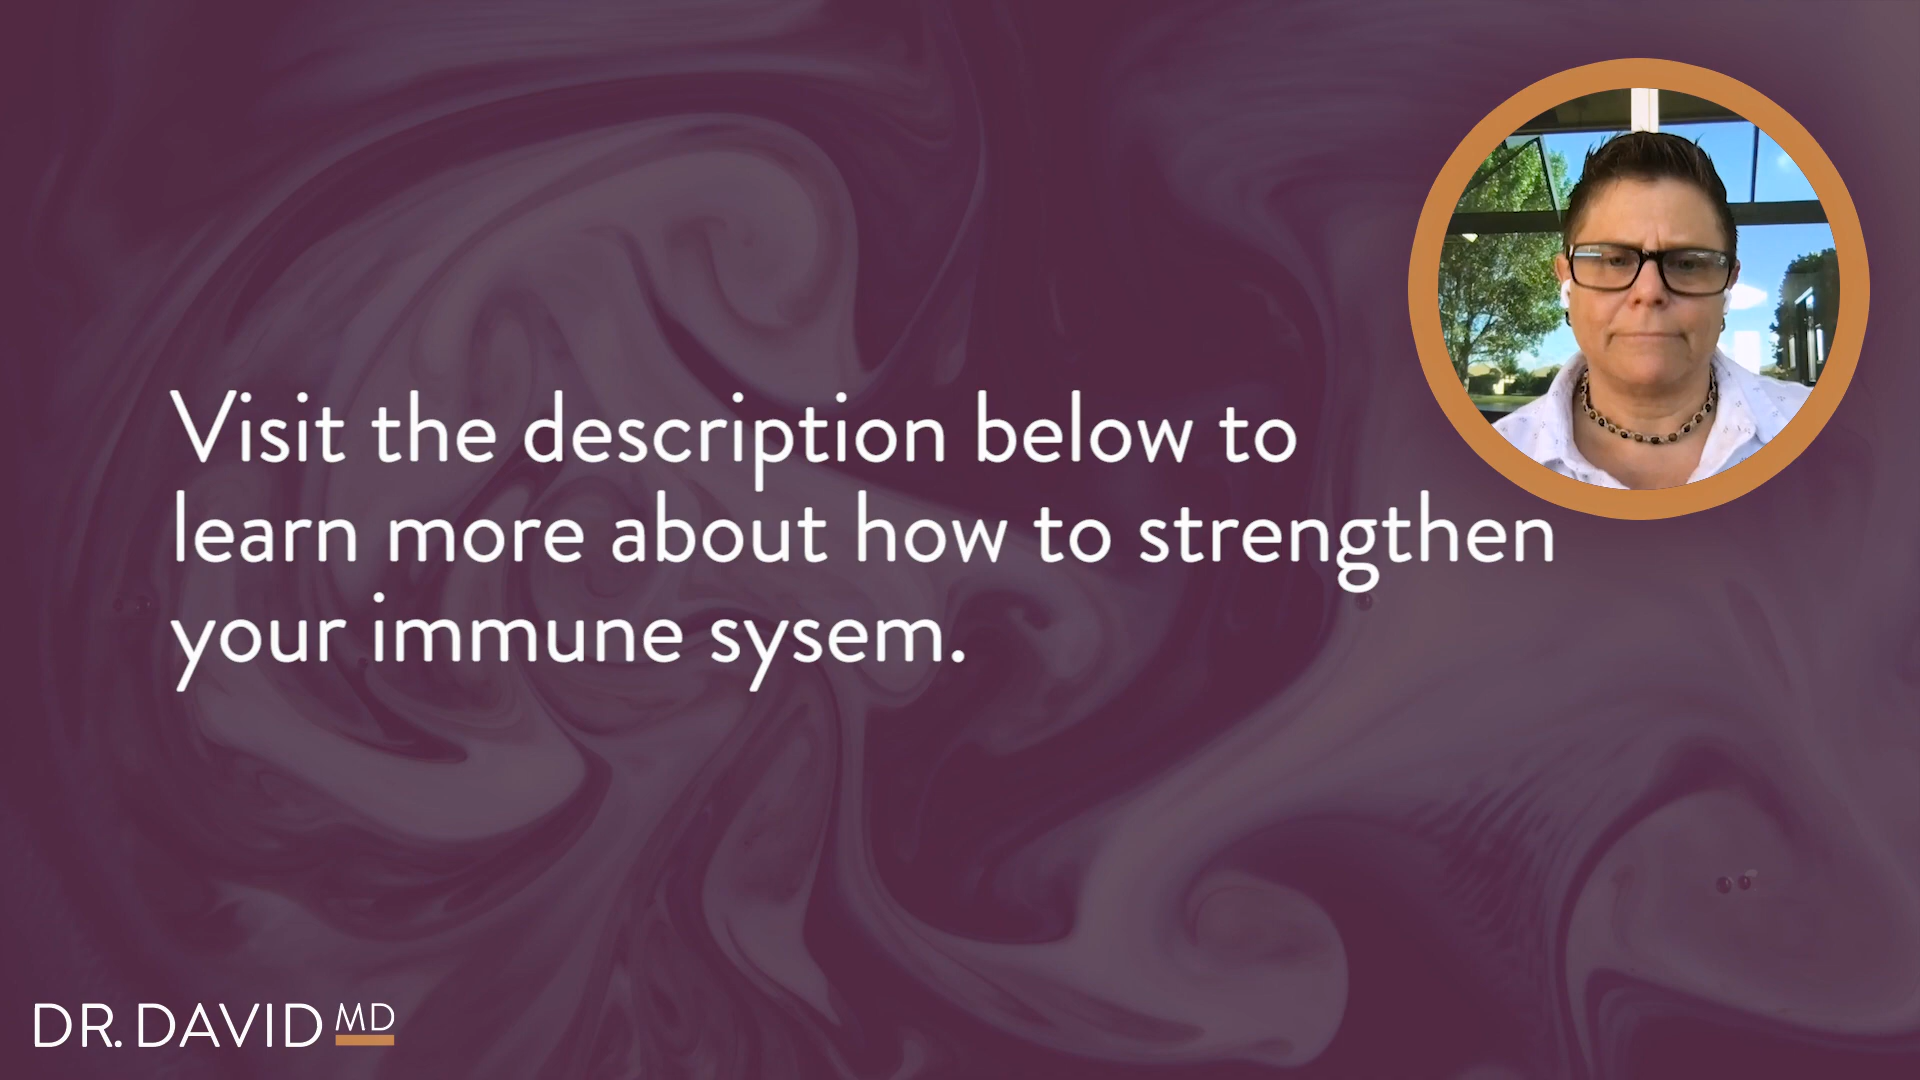 Visit the description below to
learn more about how to strengthen
your immune sysem.
DR. DAVID MD